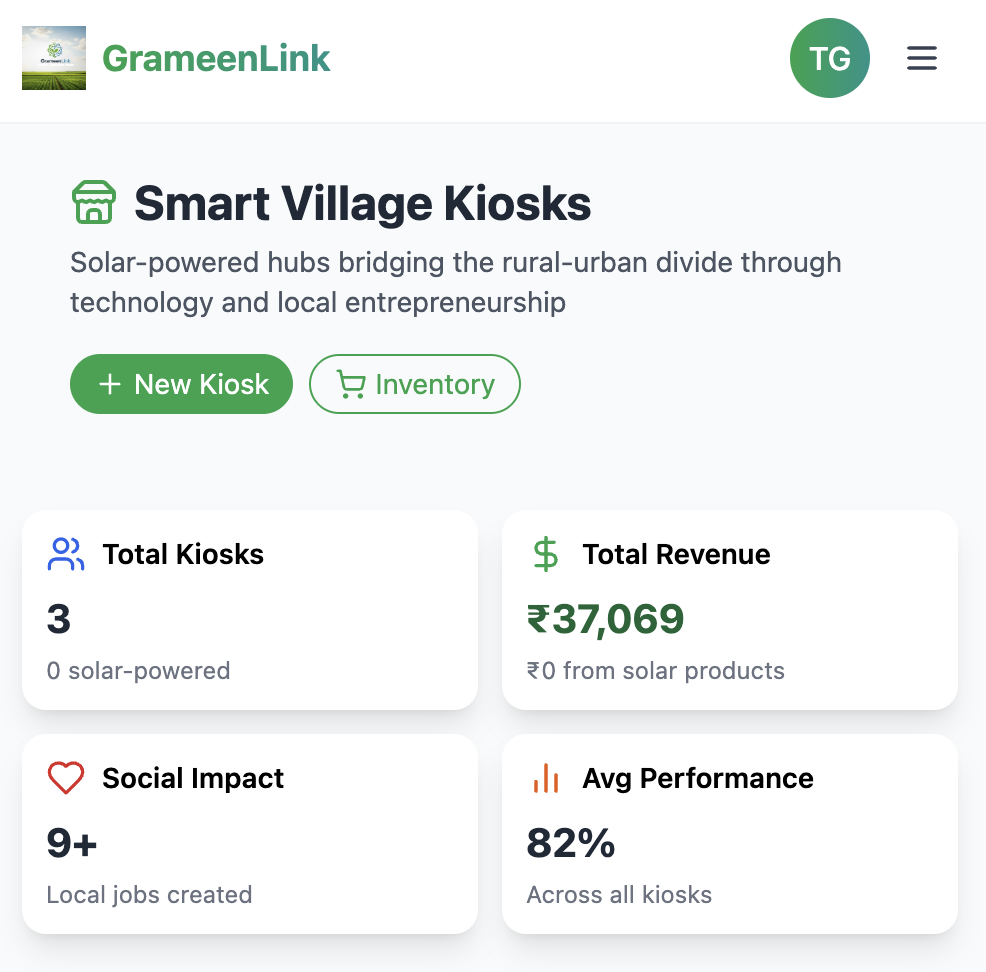 GrameenLink
GrameenLink
TG
Smart Village Kiosks
Solar-powered hubs bridging the rural-urban divide through
technology and local entrepreneurship
New Kiosk
Inventory
Total Kiosks
3
0 solar-powered
Total Revenue
₹37,069
₹0 from solar products
Social Impact
9+
Local jobs created
Avg Performance
82%
Across all kiosks